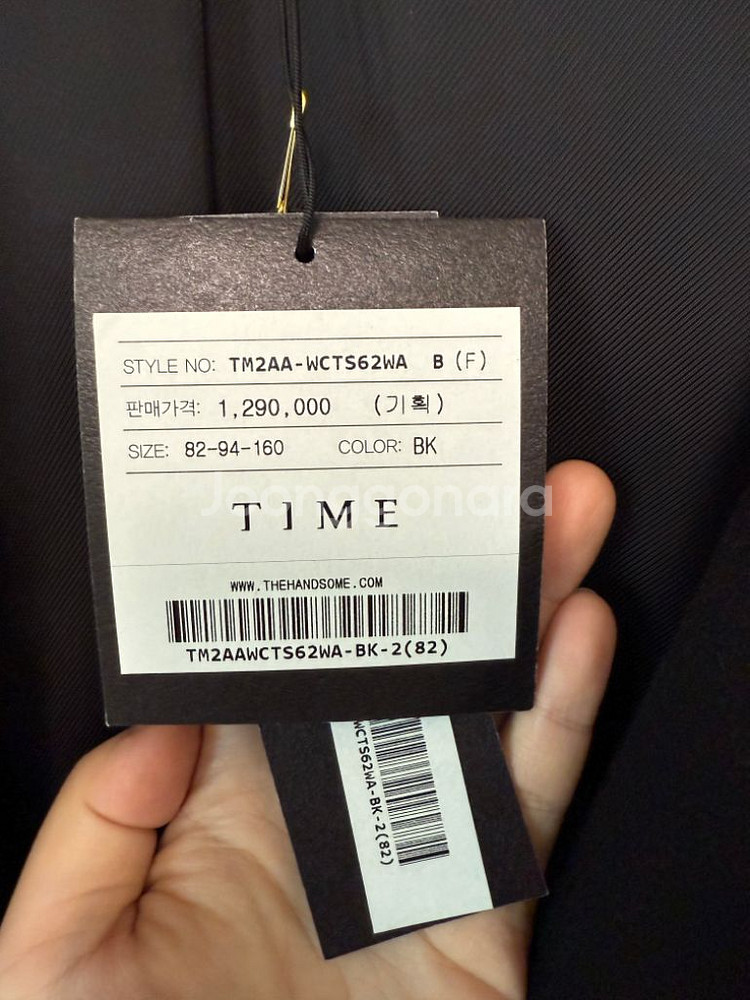 STYLE NO: TM2AA-WCTS62WA B (F)
판매가격: 1,290,000 (기획)
SIZE: 82-94-160 COLOR: BK
Joonggonara
TIME
WWW.THEHANDSOME.COM
TM2AAWCTS62WA-BK-2(82)
WCTS62WA-BK-2(82)